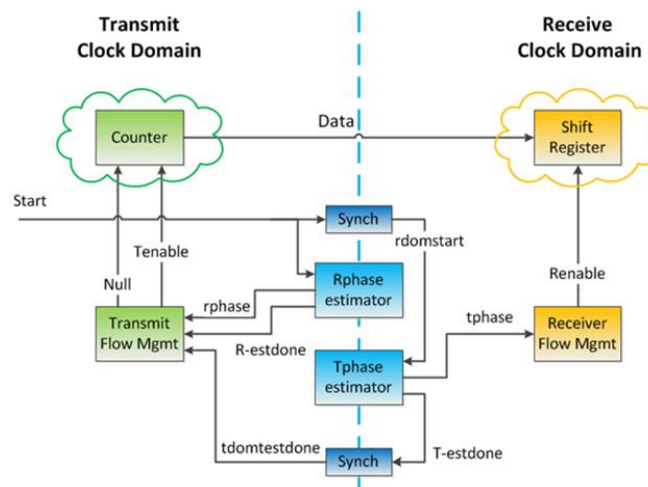 Transmit
Clock Domain
Receive
Clock Domain
Counter
Data
Shift
Register
Start
Synch
rdomstart
Tenable
Null
Rphase
estimator
Renable
rphase
tphase
Transmit
Flow Mgmt
Receiver
Flow Mgmt
R-estdone
Tphase
estimator
tdomtestdone
Synch
T-estdone